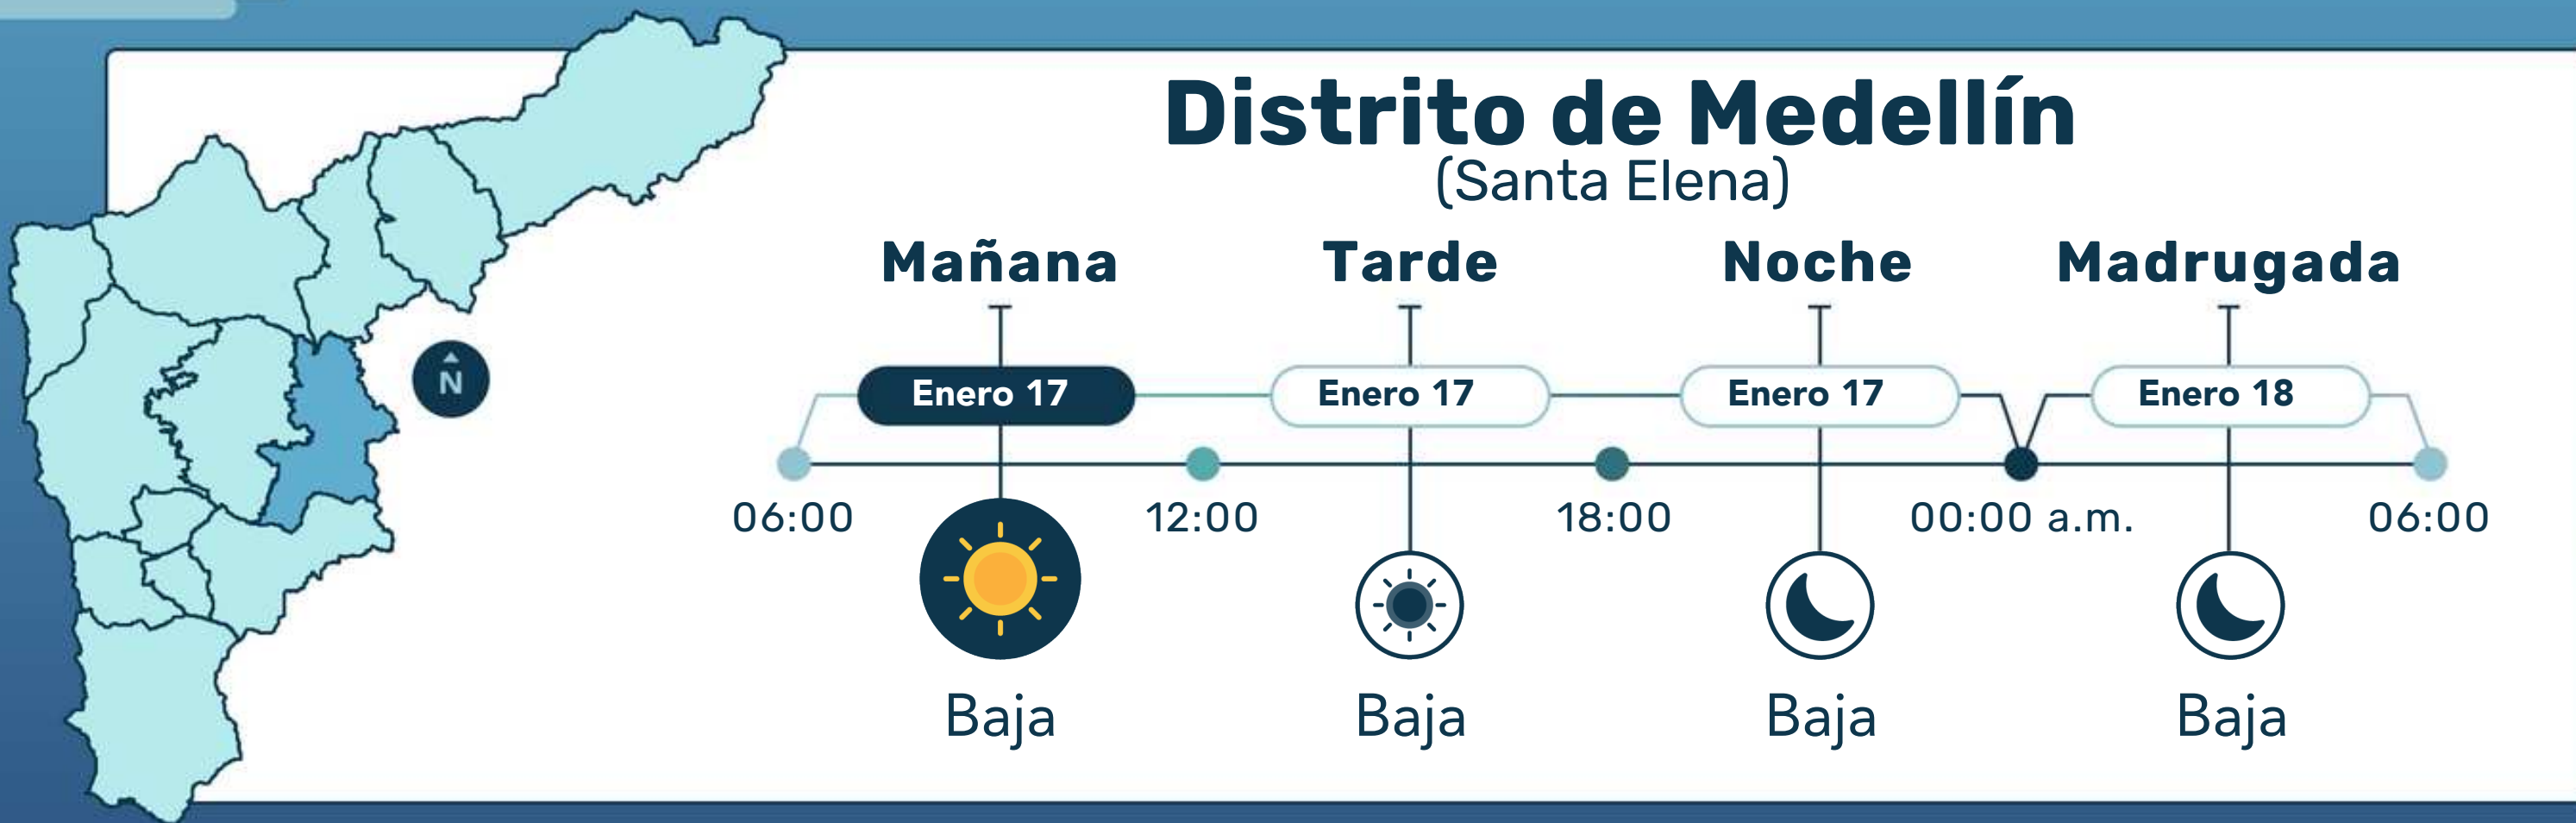 Distrito de Medellín
(Santa Elena)
Mañana Tarde Noche Madrugada
N
Enero 17 Enero 17 Enero 17 Enero 18
06:00 12:00 18:00 00:00 a.m. 06:00
Baja Baja Baja Baja